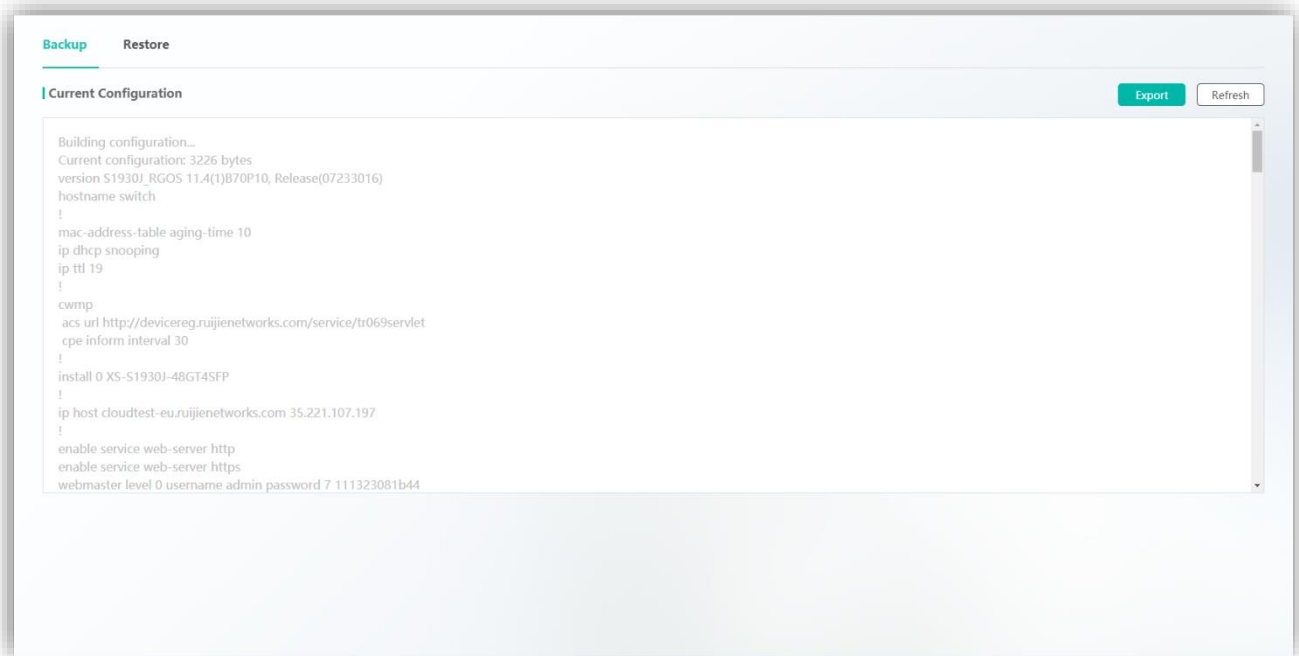 Backup Restore
Current Configuration Export Refresh
Building configuration...
Current configuration: 3226 bytes
version S1930J_RGOS 11.4(1)B70P10, Release(07233016)
hostname switch
!
mac-address-table aging-time 10
ip dhcp snooping
ip ttl 19
!
cwmp
acs url http://devicereg.ruijienetworks.com/service/tr069servlet
cpe inform interval 30
!
install 0 XS-S1930J-48GT4SFP
!
ip host cloudtest-eu.ruijienetworks.com 35.221.107.197
!
enable service web-server http
enable service web-server https
webmaster level 0 username admin password 7 111323081b44